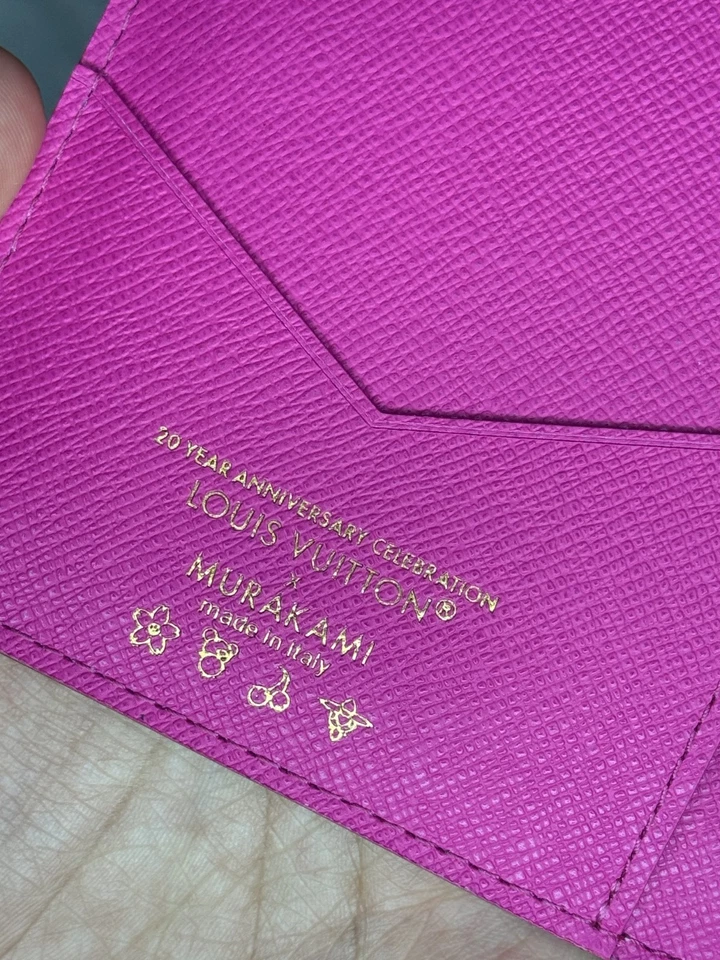 20 YEAR ANNIVERSARY CELEBRATION
LOUIS VUITTON®
x
MURAKAMI
made in italy